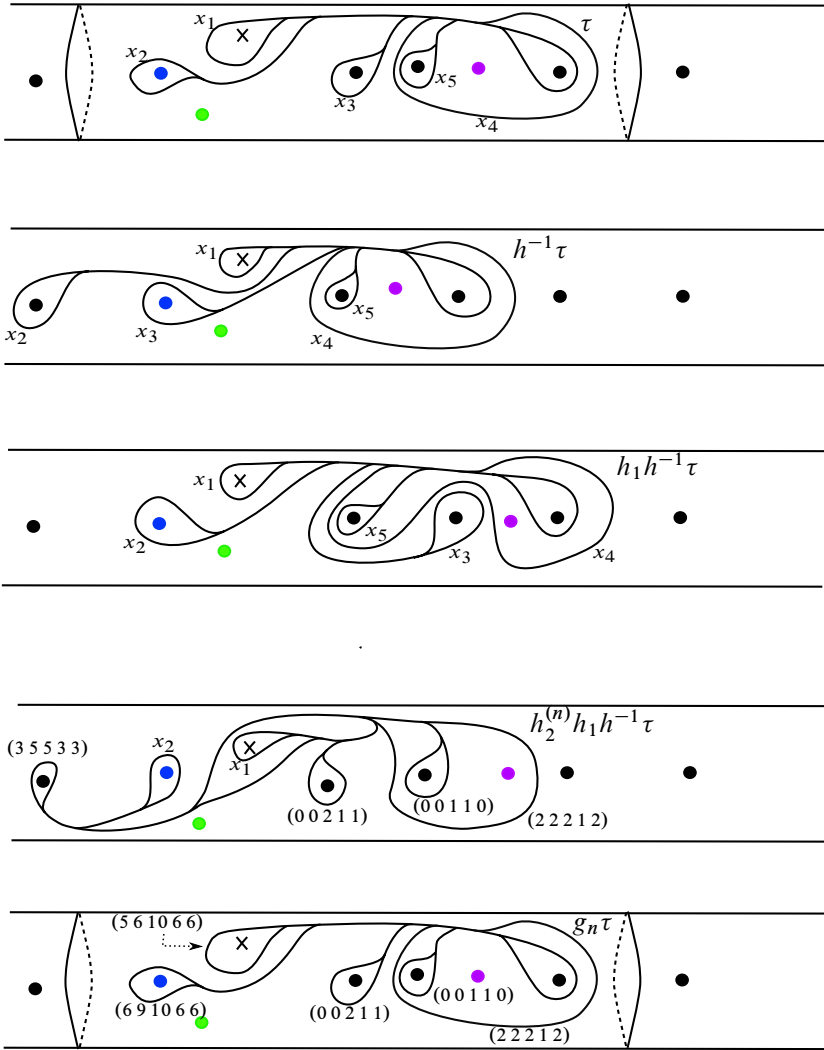 x₁ τ
x₂
x₅
x₃
x₄
x₁ h⁻¹τ
x₂ x₃ x₅
x₄
x₁ h₁h⁻¹τ
x₂ x₅ x₃ x₄
h₂⁽ⁿ⁾h₁h⁻¹τ
(3 5 5 3 3) x₂
x₁
(0 0 2 1 1) (0 0 1 1 0) (2 2 2 1 2)
(5 6 10 6 6) gₙτ
(6 9 10 6 6) (0 0 2 1 1) (0 0 1 1 0)
(2 2 2 1 2)